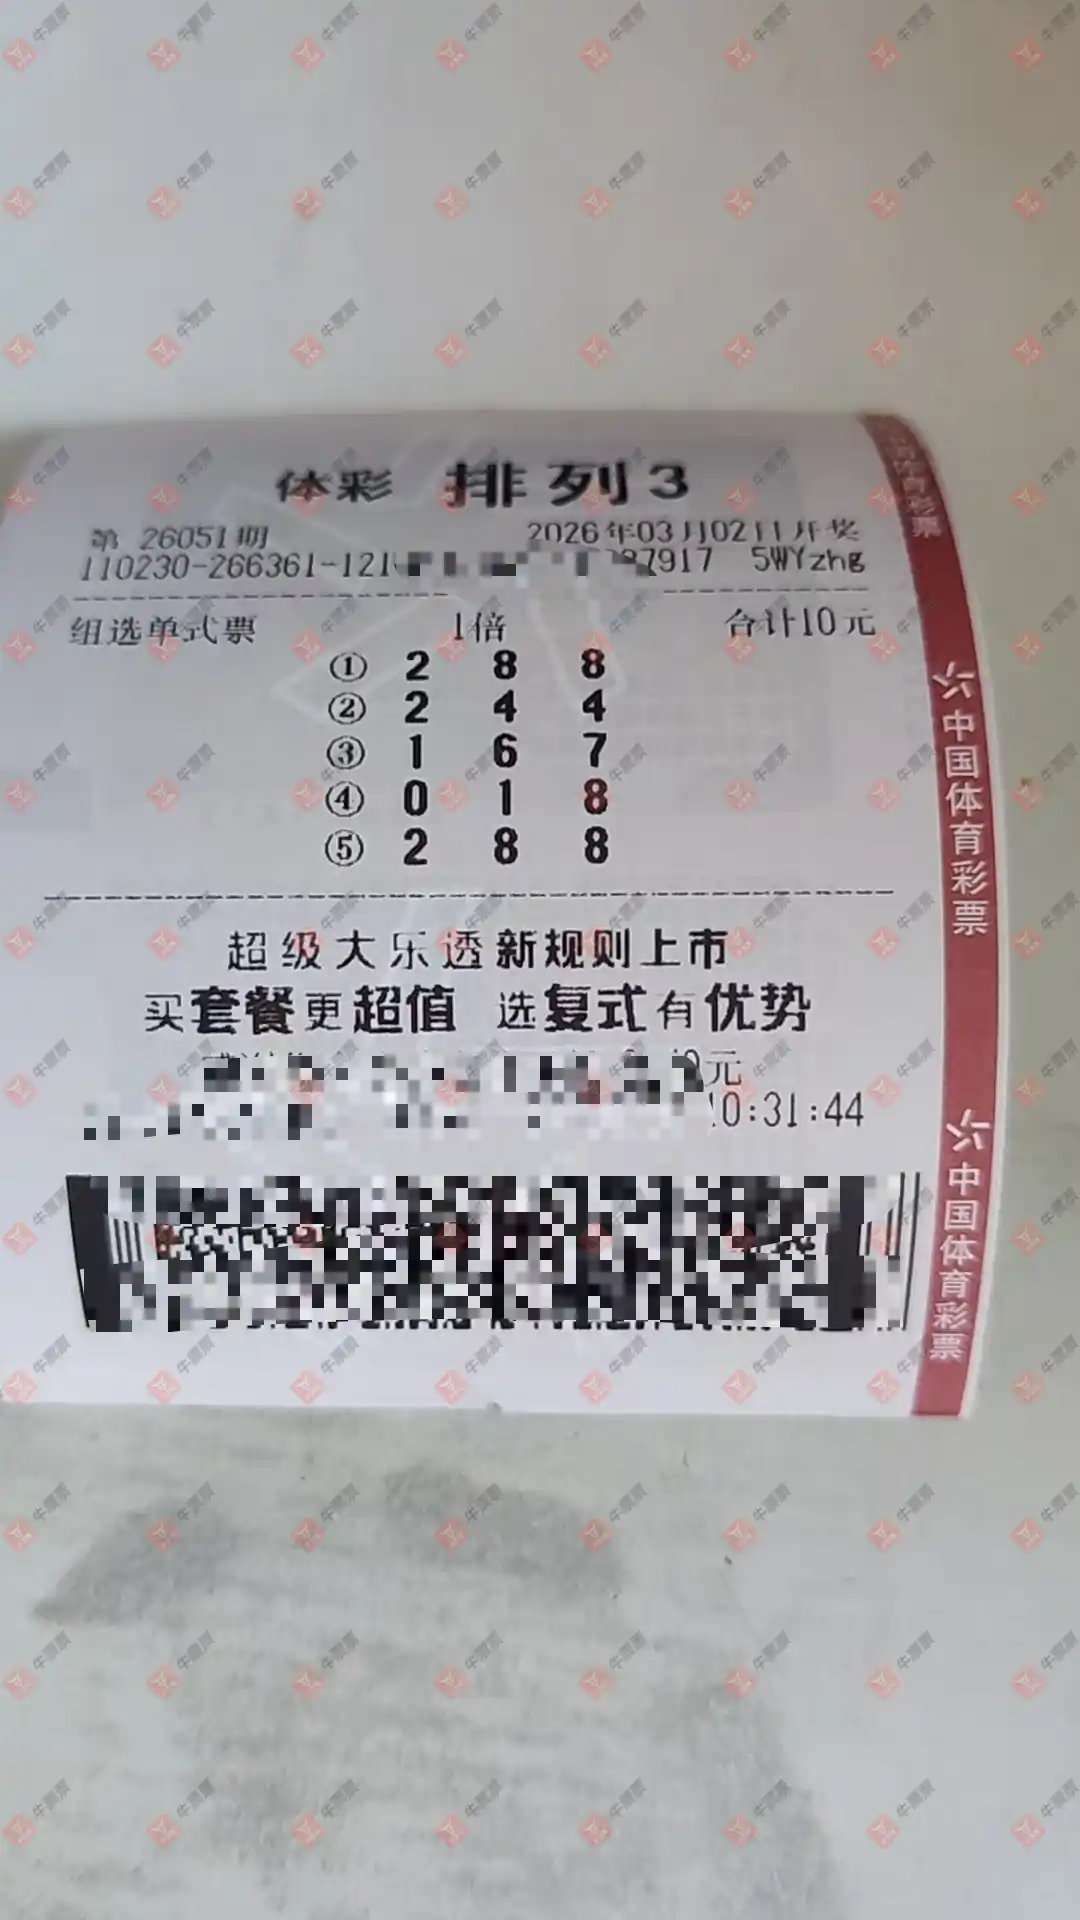 体彩 排列3
第 26051期 2026年03月02日开奖
110230-266361-121 7917 5WYzhg
组选单式票 1倍 合计10元
① 2 8 8
② 2 4 4
③ 1 6 7
④ 0 1 8
⑤ 2 8 8
超级大乐透新规则上市
买套餐更超值 选复式有优势
元
0:31:44
中国体育彩票
中国体育彩票
牛票票